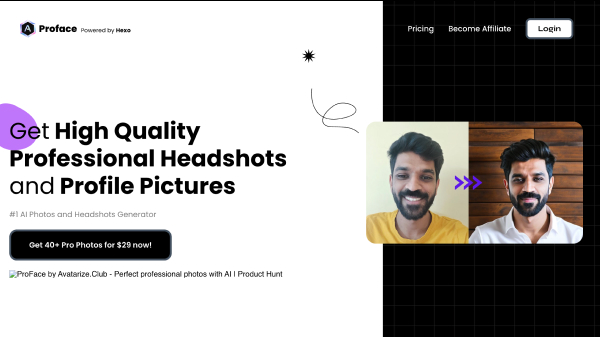 Proface Powered by Hexo
Pricing
Become Affiliate
Login
Get High Quality
Professional Headshots
and Profile Pictures
#1 AI Photos and Headshots Generator
Get 40+ Pro Photos for $29 now!
ProFace by Avatarize.Club - Perfect professional photos with AI | Product Hunt